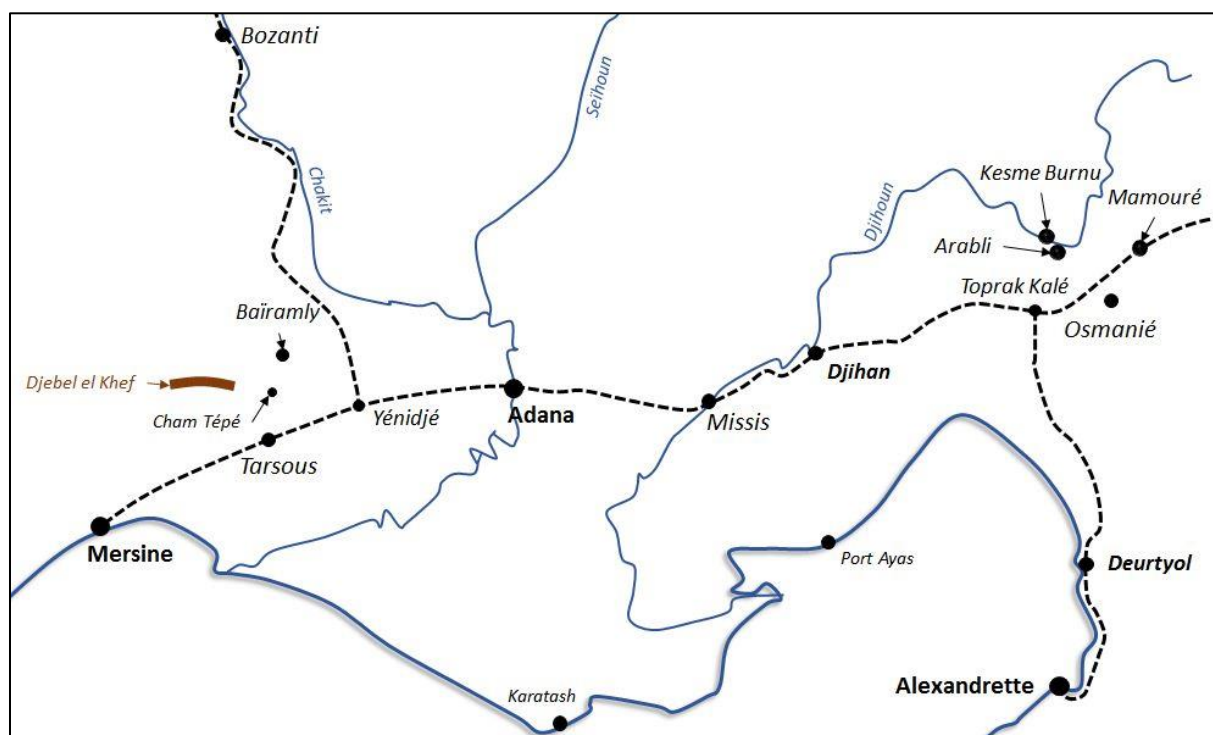 Bozanti
Seïhoun
Chakit
Kesme Burnu
Mamouré
Djihoun
Arabli
Toprak Kalé
Osmanié
Baïramly
Djebel el Khef
Djihan
Cham Tépé
Yénidjé
Adana
Missis
Tarsous
Mersine
Port Ayas
Deurtyol
Alexandrette
Karatash